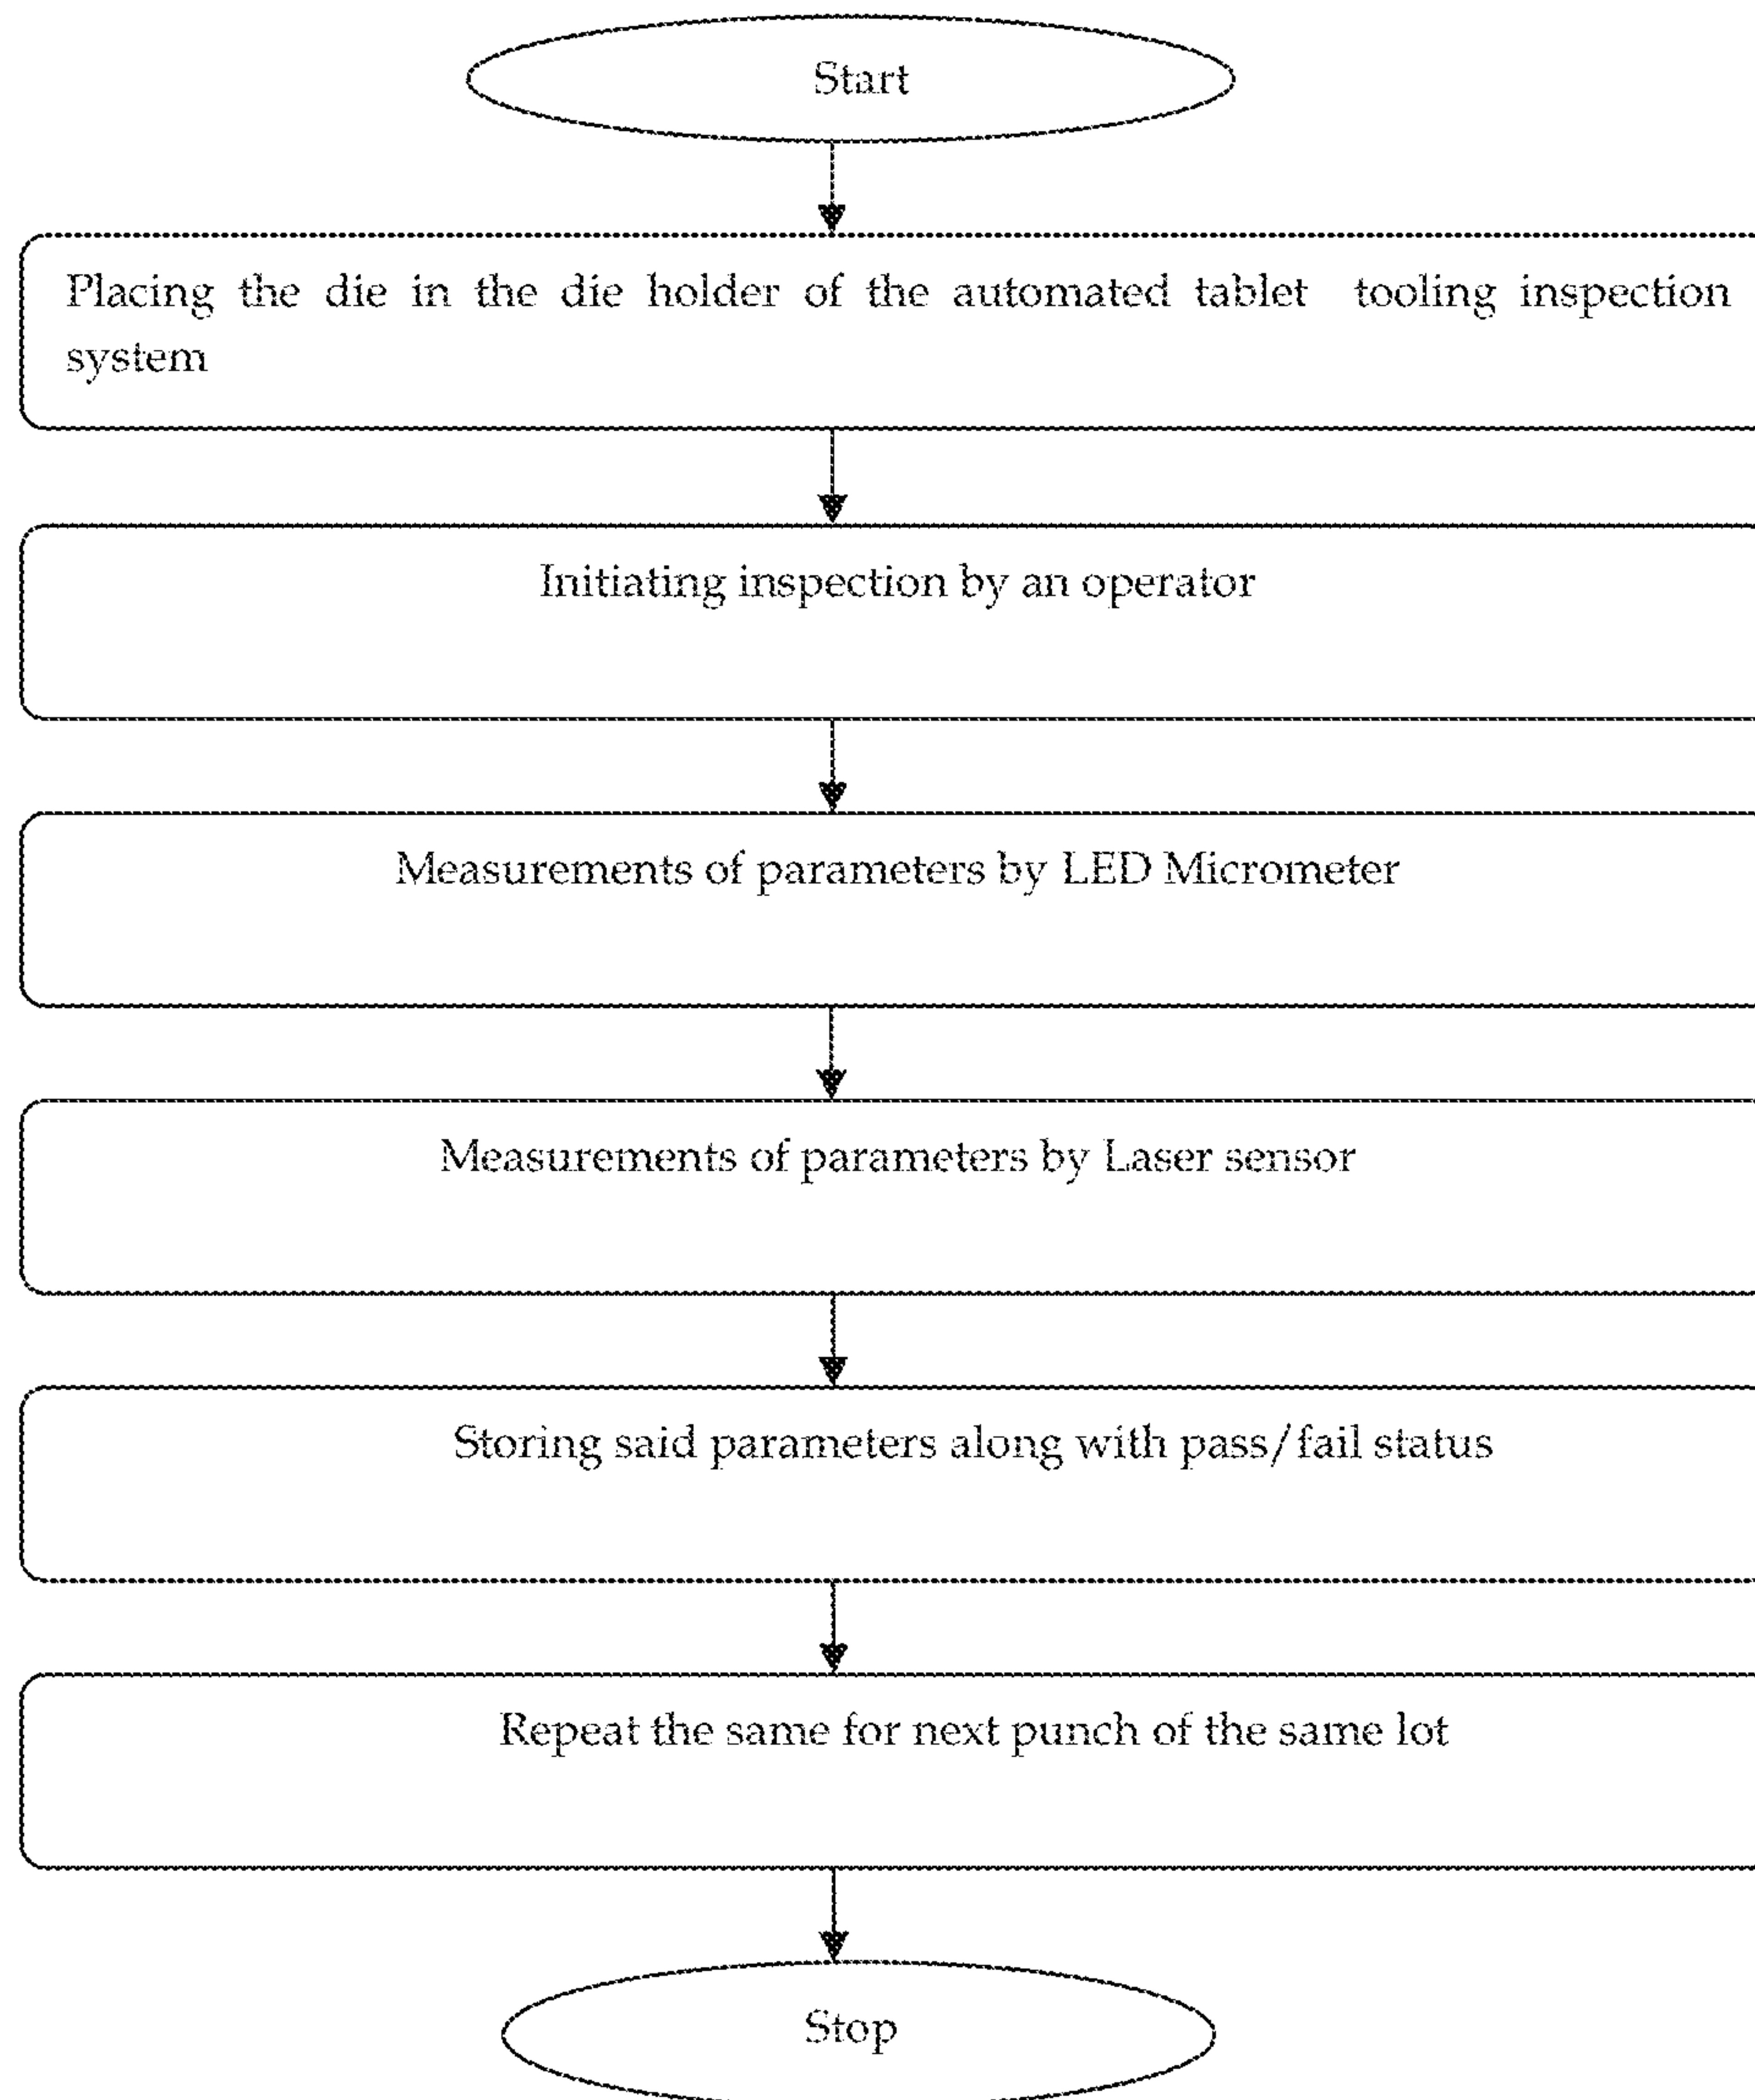 Start
Placing the die in the die holder of the automated tablet tooling inspection
system
Initiating inspection by an operator
Measurements of parameters by LED Micrometer
Measurements of parameters by Laser sensor
Storing said parameters along with pass/fail status
Repeat the same for next punch of the same lot
Stop